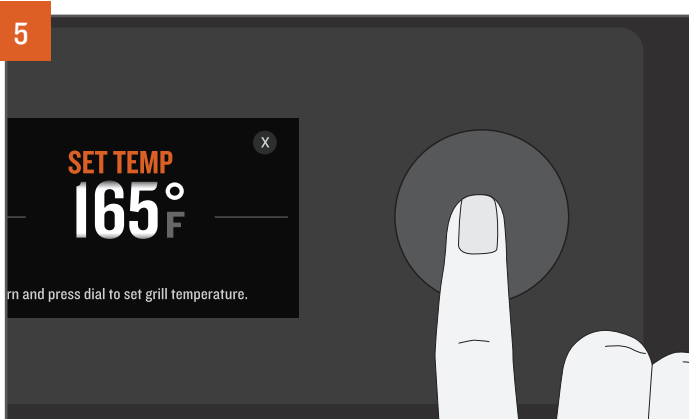 5
X
SET TEMP
165°F
rn and press dial to set grill temperature.